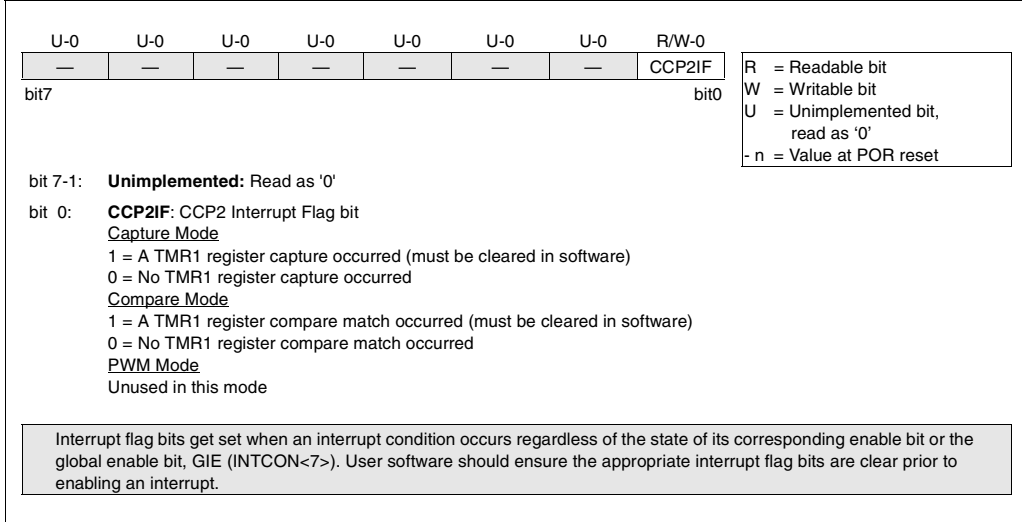 U-0 U-0 U-0 U-0 U-0 U-0 U-0 R/W-0
— — — — — — — CCP2IF
bit7 bit0
R = Readable bit
W = Writable bit
U = Unimplemented bit,
read as ‘0’
- n = Value at POR reset
bit 7-1: Unimplemented: Read as '0'
bit 0: CCP2IF: CCP2 Interrupt Flag bit
Capture Mode
1 = A TMR1 register capture occurred (must be cleared in software)
0 = No TMR1 register capture occurred
Compare Mode
1 = A TMR1 register compare match occurred (must be cleared in software)
0 = No TMR1 register compare match occurred
PWM Mode
Unused in this mode
Interrupt flag bits get set when an interrupt condition occurs regardless of the state of its corresponding enable bit or the
global enable bit, GIE (INTCON<7>). User software should ensure the appropriate interrupt flag bits are clear prior to
enabling an interrupt.